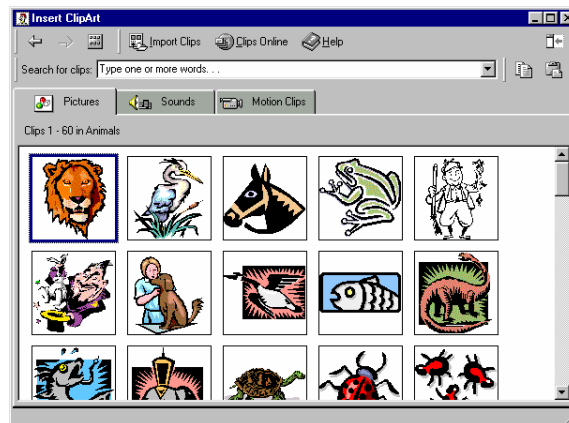 Insert ClipArt
Import Clips Clips Online Help
Search for clips: Type one or more words. . .
Pictures Sounds Motion Clips
Clips 1 - 60 in Animals